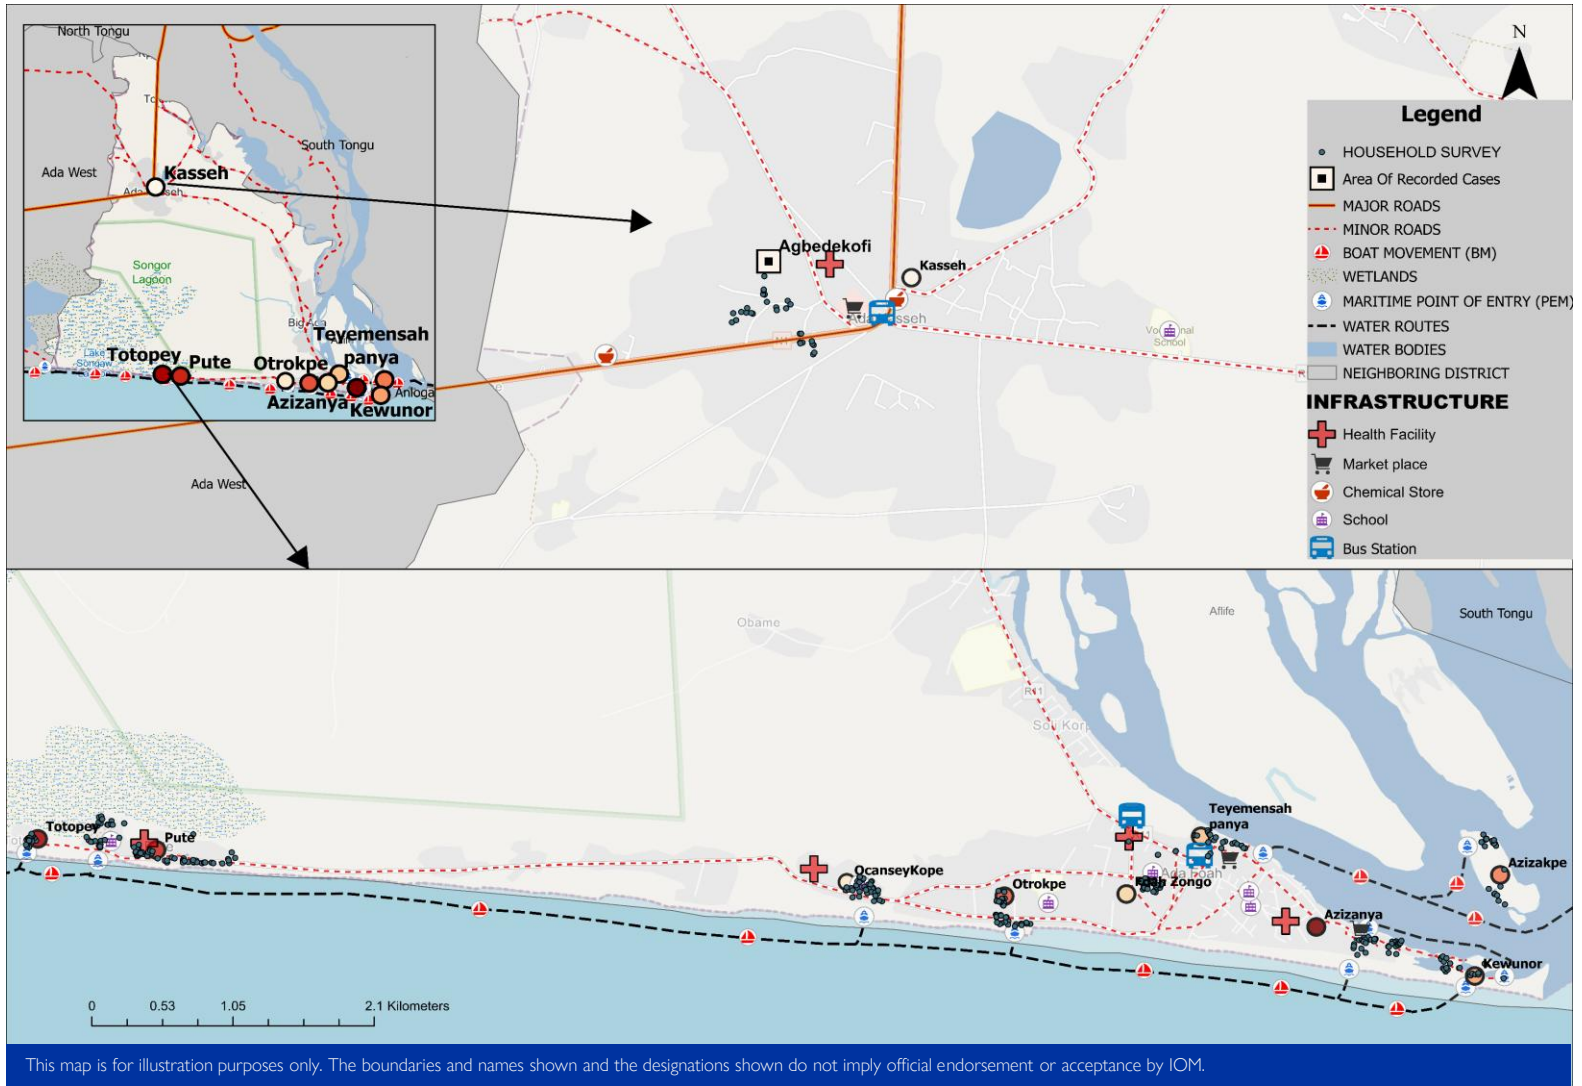 North Tongu
South Tongu
Ada West
Kasseh
Songor
Lagoon
Teyemensah
panya
Totopey
Pute
Otrokpe
Azizanya
Kewunor
Anloga
Ada West
Agbedekofi
Kasseh
N1
School
N
Legend
HOUSEHOLD SURVEY
Area Of Recorded Cases
MAJOR ROADS
MINOR ROADS
BOAT MOVEMENT (BM)
WETLANDS
MARITIME POINT OF ENTRY (PEM)
WATER ROUTES
WATER BODIES
NEIGHBORING DISTRICT
INFRASTRUCTURE
Health Facility
Market place
Chemical Store
School
Bus Station
Obame
Aflife
South Tongu
R11
Totopey
Pute
OcanseyKope
Otrokpe
Zongo
Ada Foah
Teyemensah
panya
Azizakpe
Azizanya
Kewunor
0 0.53 1.05 2.1 Kilometers
This map is for illustration purposes only. The boundaries and names shown and the designations shown do not imply official endorsement or acceptance by IOM.